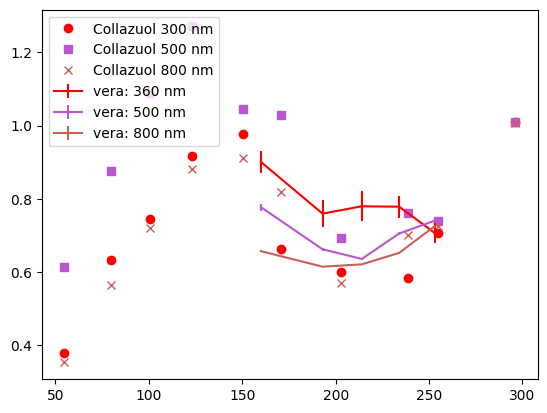 Collazuol 300 nm
Collazuol 500 nm
Collazuol 800 nm
vera: 360 nm
vera: 500 nm
vera: 800 nm
1.2
1.0
0.8
0.6
0.4
50 100 150 200 250 300